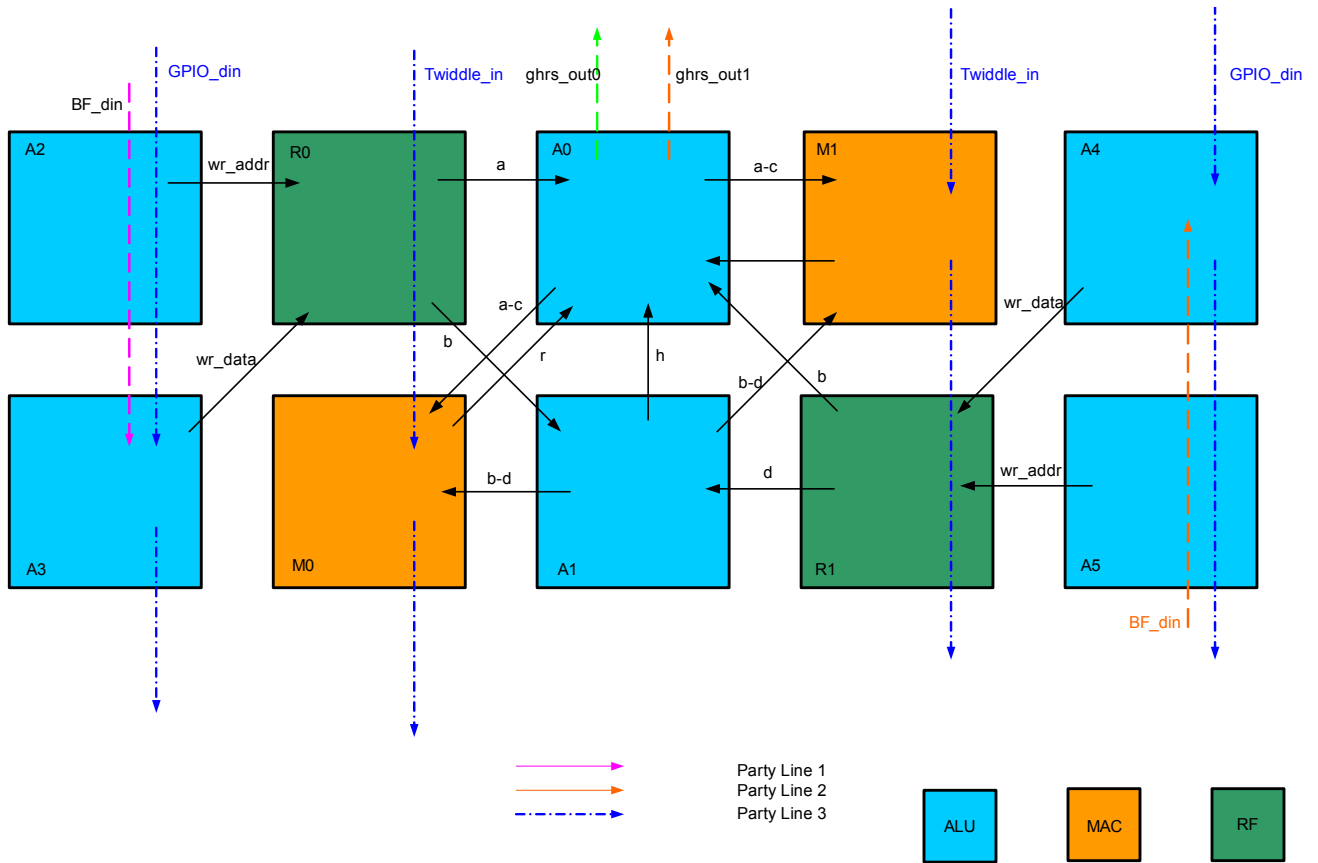 GPIO_din
BF_din
Twiddle_in
ghrs_out0
ghrs_out1
Twiddle_in
GPIO_din
A2
R0
A0
M1
A4
wr_addr
a
a-c
a-c
b
r
h
b-d
b
wr_data
wr_data
b-d
d
wr_addr
A3
M0
A1
R1
A5
BF_din
Party Line 1
Party Line 2
Party Line 3
ALU
MAC
RF